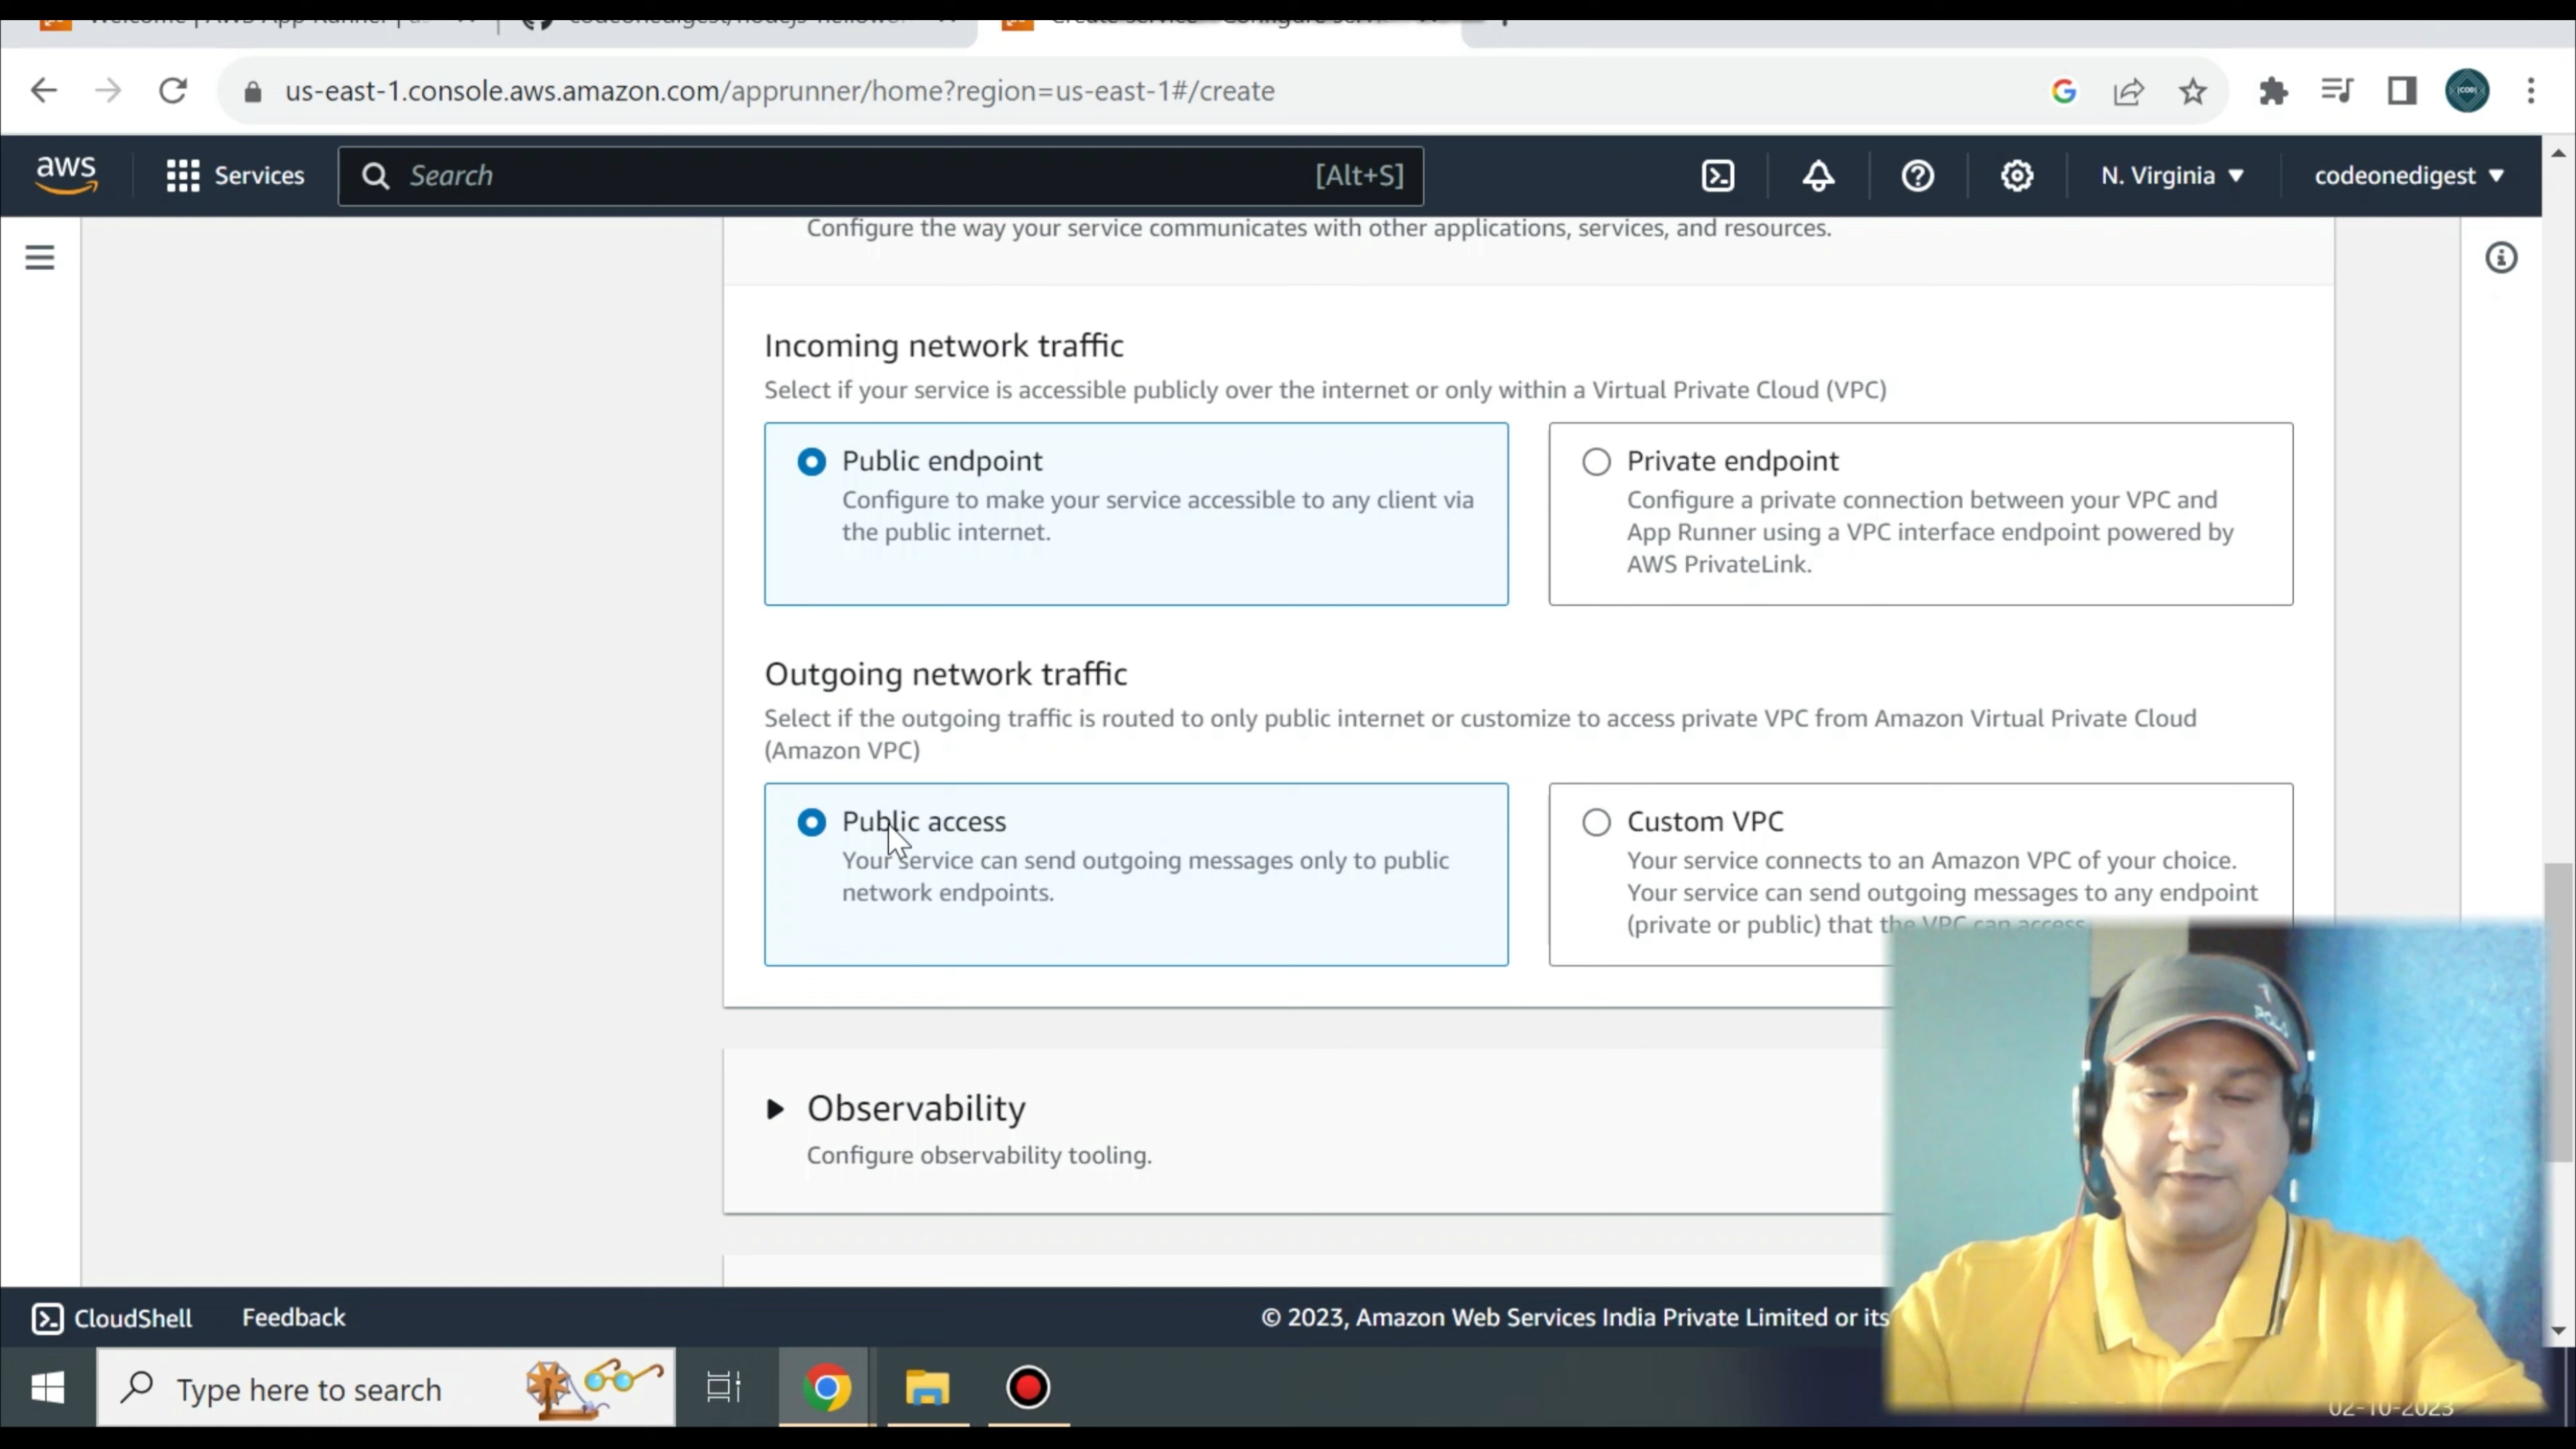 us-east-1.console.aws.amazon.com/apprunner/home?region=us-east-1#/create
aws Services Search [Alt+S] N. Virginia codeonedigest
Configure the way your service communicates with other applications, services, and resources.
Incoming network traffic
Select if your service is accessible publicly over the internet or only within a Virtual Private Cloud (VPC)
Public endpoint
Configure to make your service accessible to any client via
the public internet.
Private endpoint
Configure a private connection between your VPC and
App Runner using a VPC interface endpoint powered by
AWS PrivateLink.
Outgoing network traffic
Select if the outgoing traffic is routed to only public internet or customize to access private VPC from Amazon Virtual Private Cloud
(Amazon VPC)
Public access
Your service can send outgoing messages only to public
network endpoints.
Custom VPC
Your service connects to an Amazon VPC of your choice.
Your service can send outgoing messages to any endpoint
(private or public) that the VPC can access
Observability
Configure observability tooling.
CloudShell Feedback © 2023, Amazon Web Services India Private Limited or its
Type here to search
02-10-2023